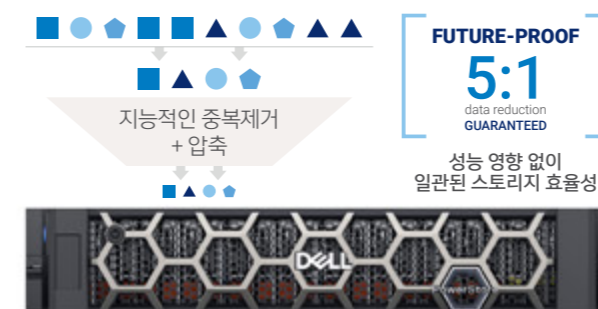 FUTURE-PROOF
5:1
data reduction
GUARANTEED
지능적인 중복제거
+ 압축
성능 영향 없이
일관된 스토리지 효율성
DELL
PowerStore